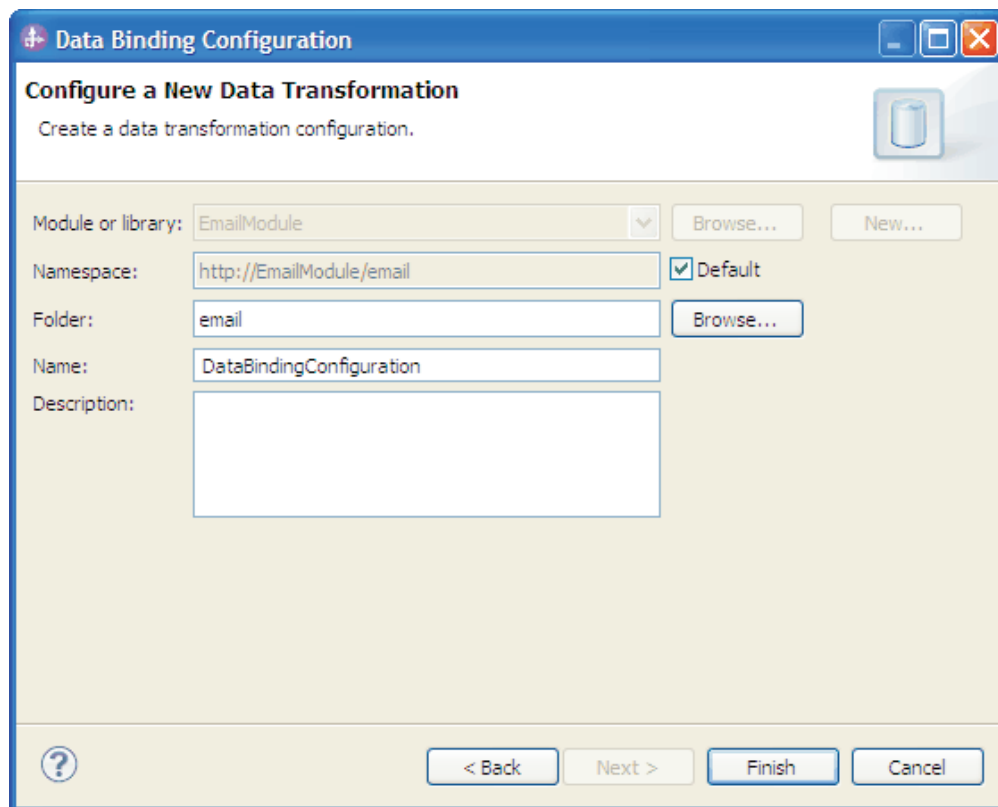 Data Binding Configuration
Configure a New Data Transformation
Create a data transformation configuration.
Module or library: EmailModule Browse... New...
Namespace: http://EmailModule/email Default
Folder: email Browse...
Name: DataBindingConfiguration
Description:
? < Back Next > Finish Cancel